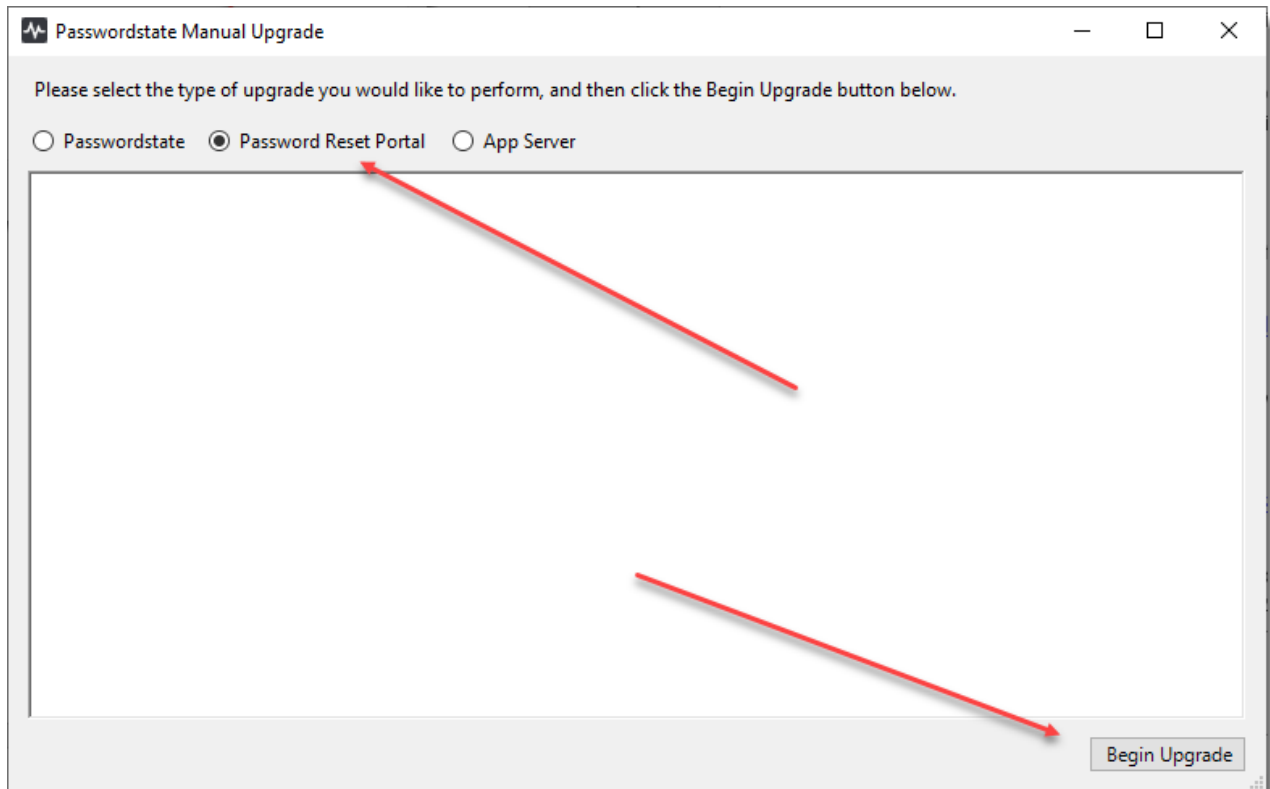 Passwordstate Manual Upgrade
Please select the type of upgrade you would like to perform, and then click the Begin Upgrade button below.
Passwordstate Password Reset Portal App Server
Begin Upgrade